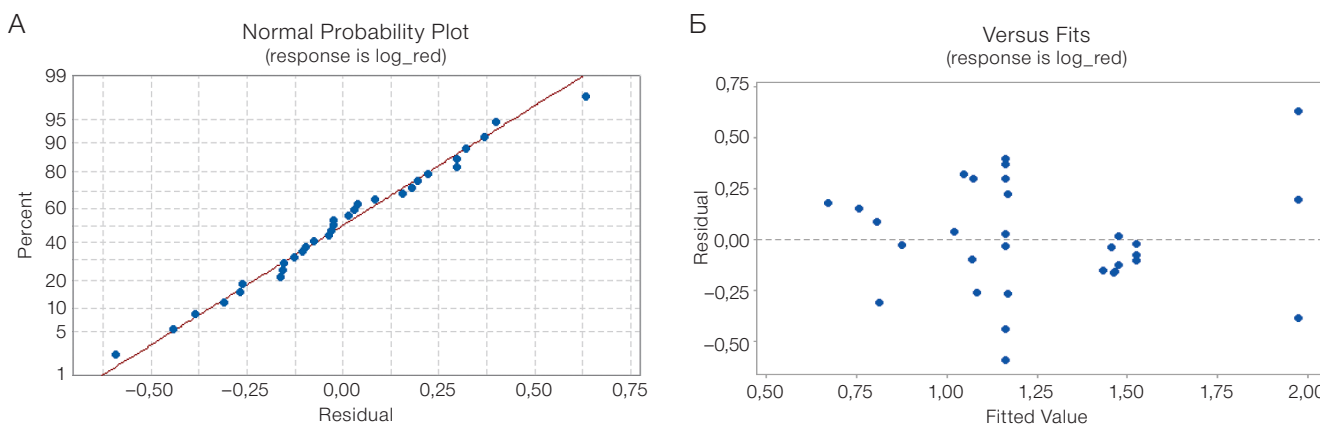 А
Normal Probability Plot
(response is log_red)
99
95
90
80
60
40
20
10
5
1
Percent
−0,50
−0,25
0,00
0,25
0,50
0,75
Residual
Б
Versus Fits
(response is log_red)
0,75
0,50
0,25
0,00
−0,25
−0,50
Residual
0,50
0,75
1,00
1,25
1,50
1,75
2,00
Fitted Value